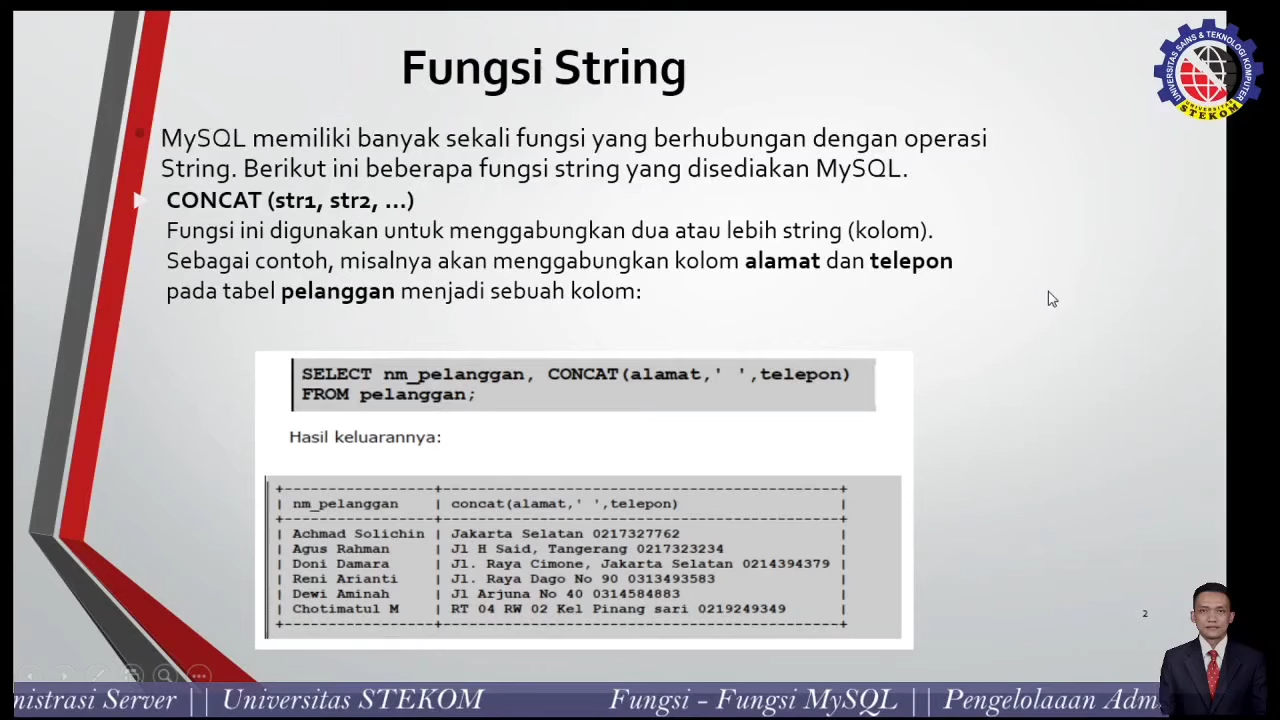 Fungsi String
UNIVERSITAS SAINS & TEKNOLOGI KOMPUTER
UNIVERSITAS
STEKOM
MySQL memiliki banyak sekali fungsi yang berhubungan dengan operasi
String. Berikut ini beberapa fungsi string yang disediakan MySQL.
CONCAT (str1, str2, ...)
Fungsi ini digunakan untuk menggabungkan dua atau lebih string (kolom).
Sebagai contoh, misalnya akan menggabungkan kolom alamat dan telepon
pada tabel pelanggan menjadi sebuah kolom:
SELECT nm_pelanggan, CONCAT(alamat,' ',telepon)
FROM pelanggan;
Hasil keluarannya:
+-----------------+--------------------------------------------+
| nm_pelanggan | concat(alamat,' ',telepon) |
+-----------------+--------------------------------------------+
| Achmad Solichin | Jakarta Selatan 0217327762 |
| Agus Rahman | Jl H Said, Tangerang 0217323234 |
| Doni Damara | Jl. Raya Cimone, Jakarta Selatan 0214394379 |
| Reni Arianti | Jl. Raya Dago No 90 0313493583 |
| Dewi Aminah | Jl Arjuna No 40 0314584883 |
| Chotimatul M | RT 04 RW 02 Kel Pinang sari 0219249349 |
+-----------------+--------------------------------------------+
2
nistrasi Server || Universitas STEKOM Fungsi - Fungsi MySQL || Pengelolaaan Adm